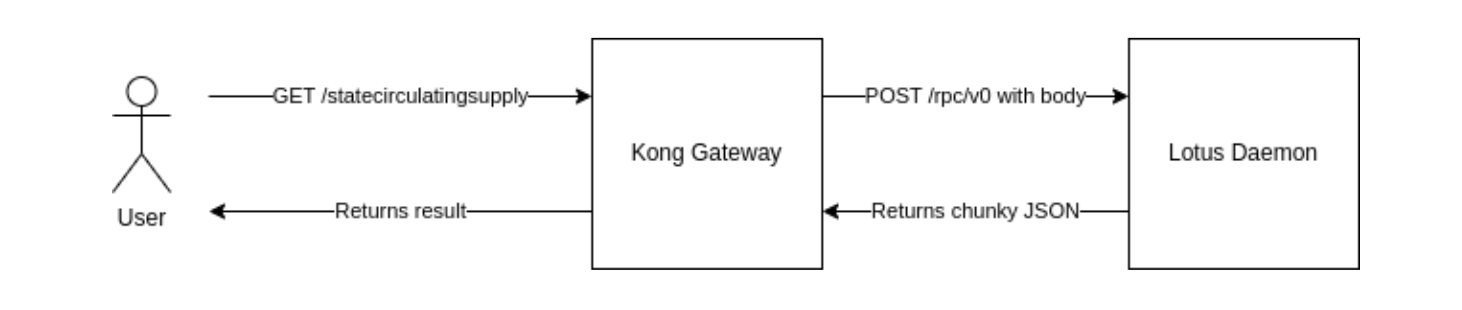 GET /statecirculatingsupply
POST /rpc/v0 with body
Kong Gateway
Lotus Daemon
User
Returns result
Returns chunky JSON